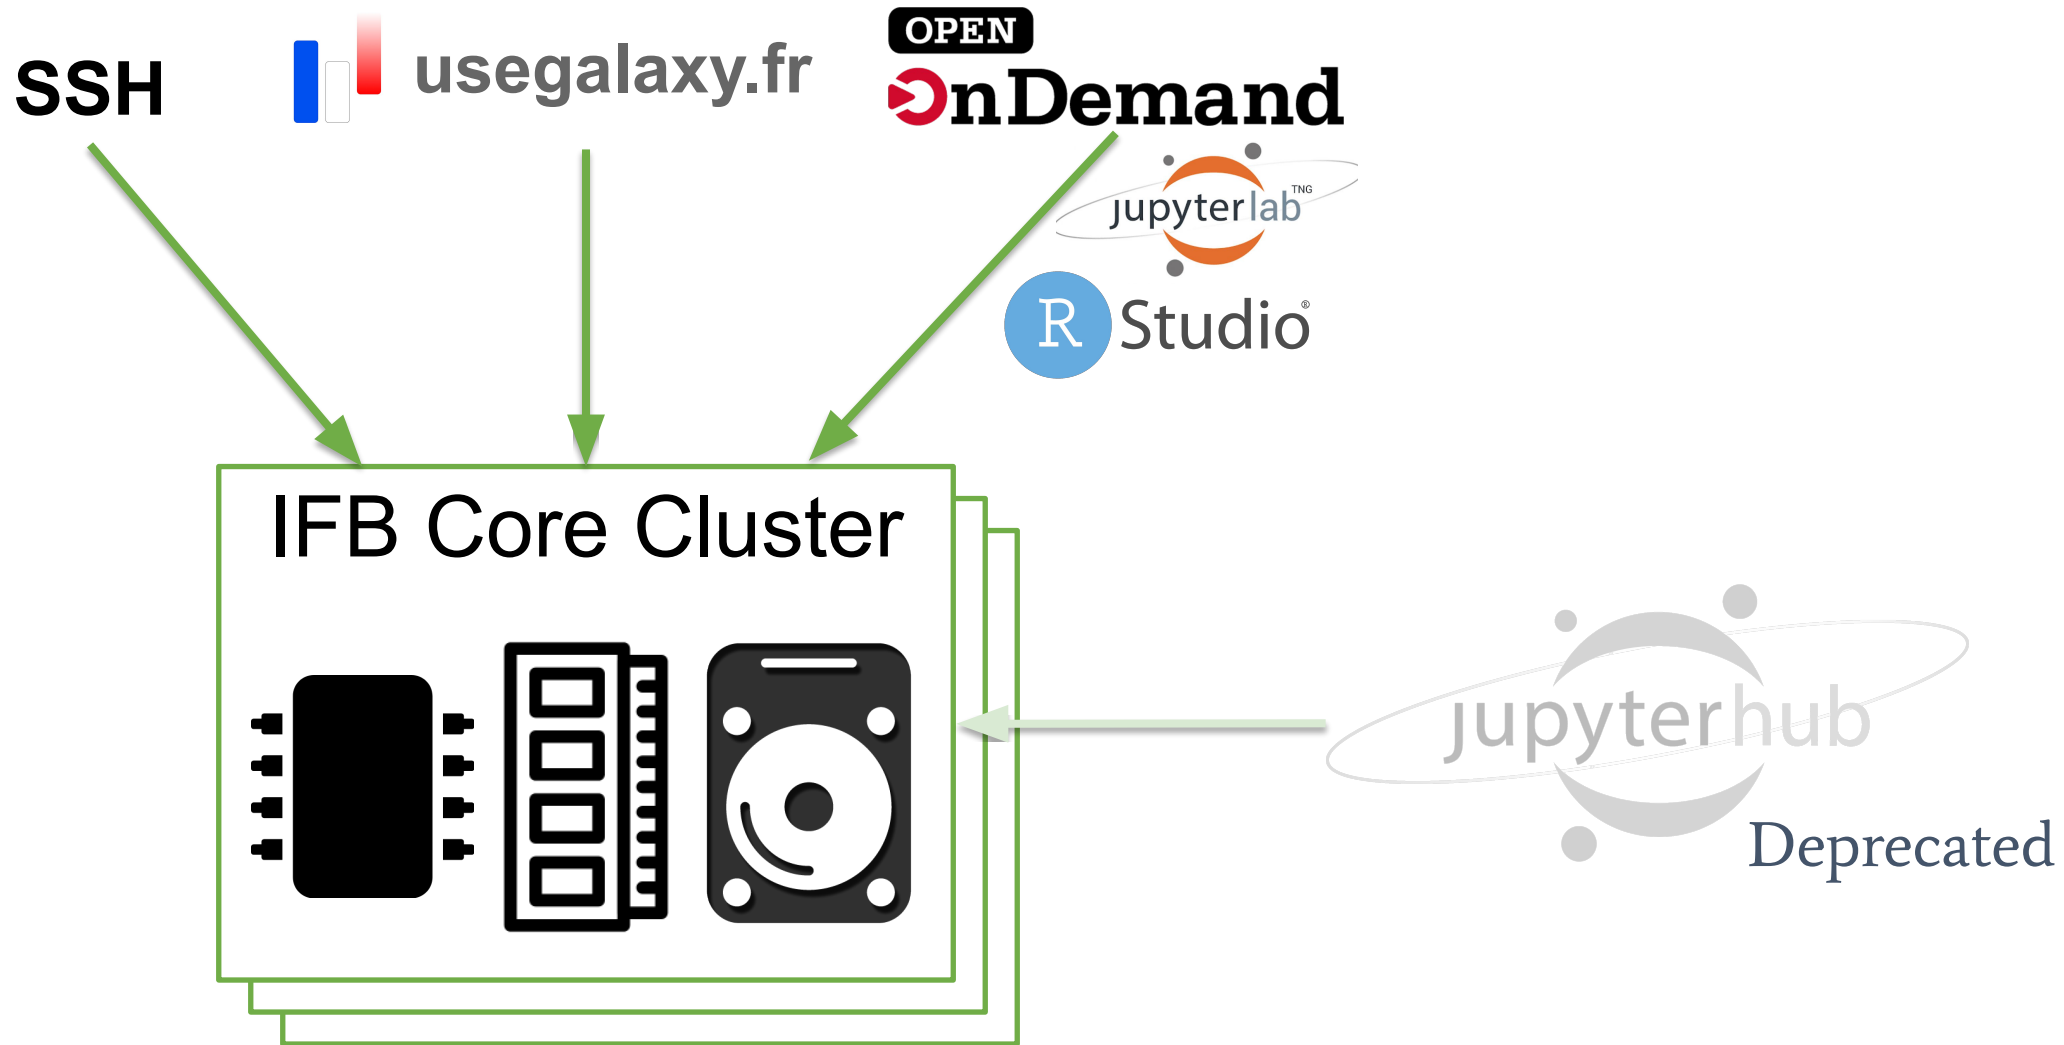 SSH
usegalaxy.fr
OPEN
OnDemand
jupyterlab TNG
R Studio®
IFB Core Cluster
jupyterhub
Deprecated